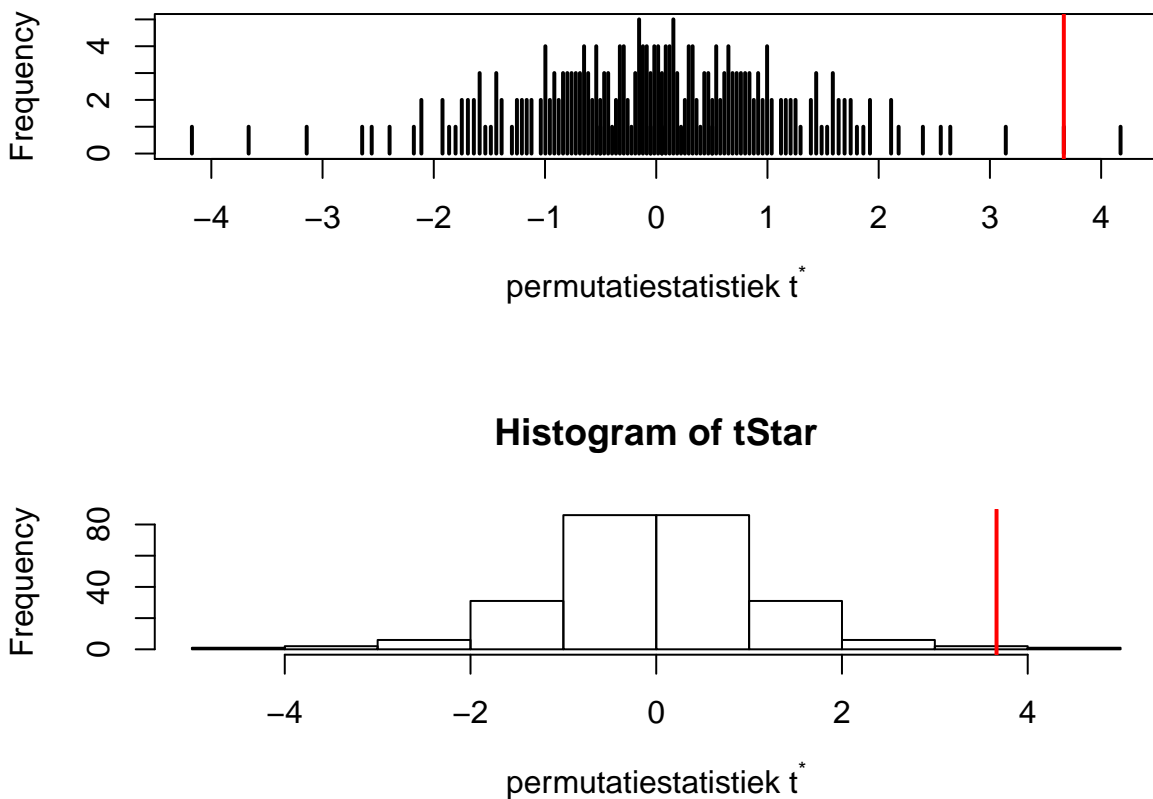 Frequency
4
2
0
−4 −3 −2 −1 0 1 2 3 4
permutatiestatistiek t*
Histogram of tStar
Frequency
80
40
0
−4 −2 0 2 4
permutatiestatistiek t*